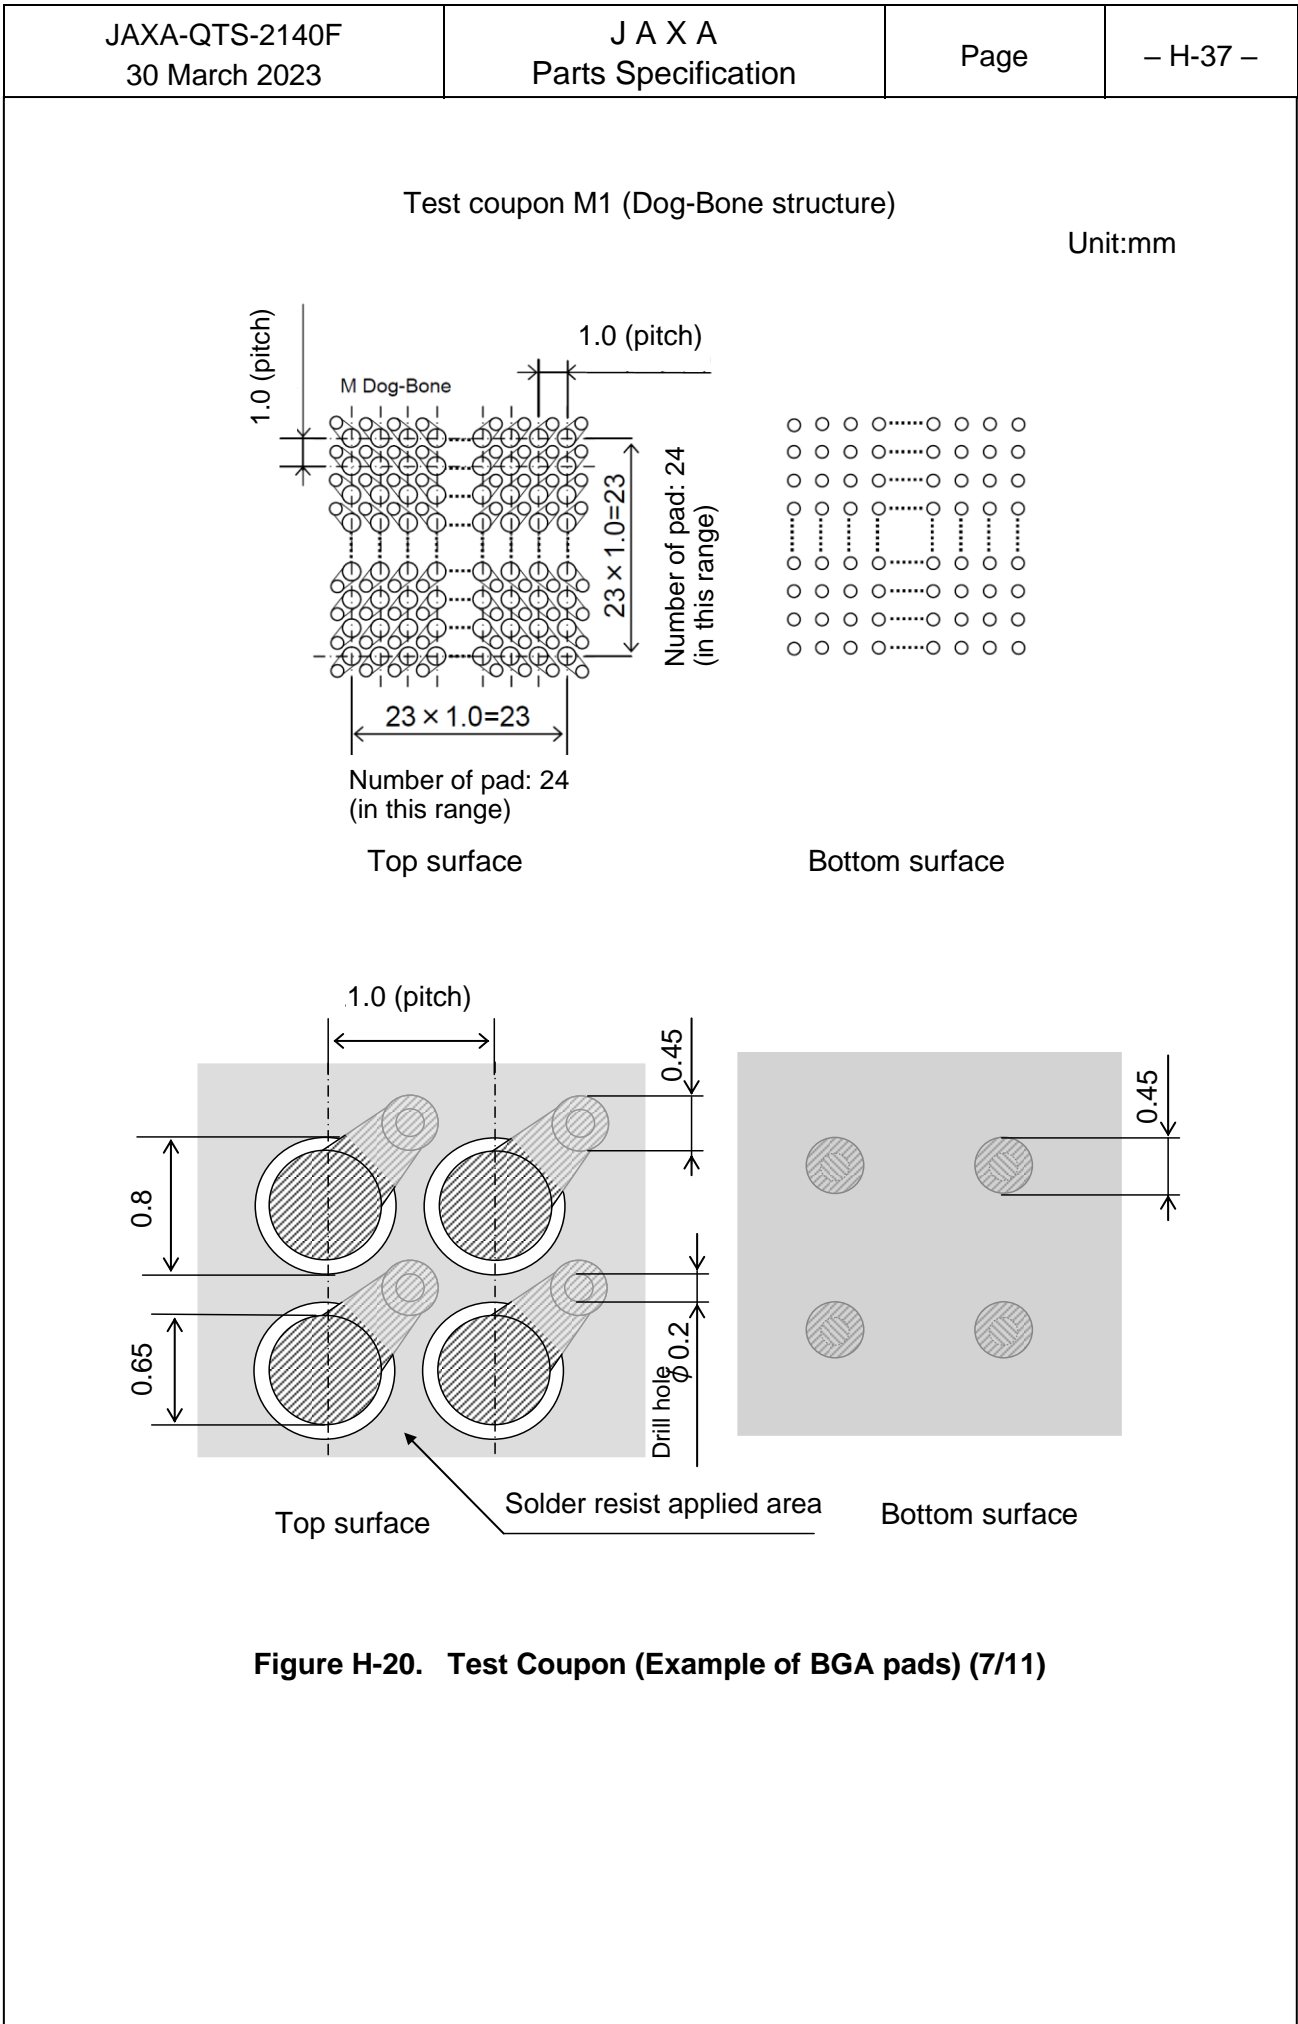 JAXA-QTS-2140F
30 March 2023
J A X A
Parts Specification
Page
– H-37 –
Test coupon M1 (Dog-Bone structure)
Unit:mm
1.0 (pitch)
1.0 (pitch)
M Dog-Bone
23×1.0=23
Number of pad: 24
(in this range)
23×1.0=23
Number of pad: 24
(in this range)
Top surface
Bottom surface
1.0 (pitch)
0.45
0.45
0.8
0.65
Drill hole
ϕ 0.2
Solder resist applied area
Top surface
Bottom surface
Figure H-20. Test Coupon (Example of BGA pads) (7/11)